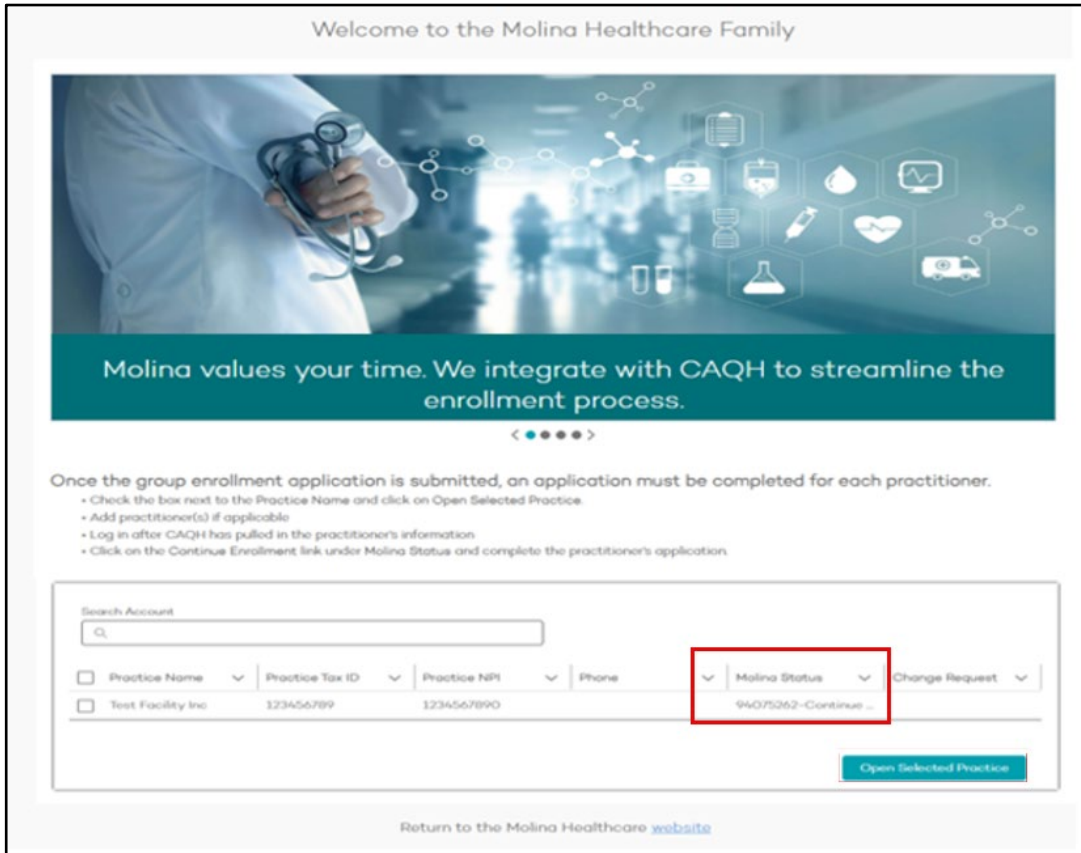 Welcome to the Molina Healthcare Family
Molina values your time. We integrate with CAQH to streamline the
enrollment process.
Once the group enrollment application is submitted, an application must be completed for each practitioner.
• Check the box next to the Practice Name and click on Open Selected Practice.
• Add practitioner(s) if applicable
• Log in after CAQH has pulled in the practitioner's information
• Click on the Continue Enrollment link under Molina Status and complete the practitioner's application.
Search Account
Practice Name Practice Tax ID Practice NPI Phone Molina Status Change Request
Test Facility Inc 123456789 1234567890 94075262-Continue ...
Open Selected Practice
Return to the Molina Healthcare website